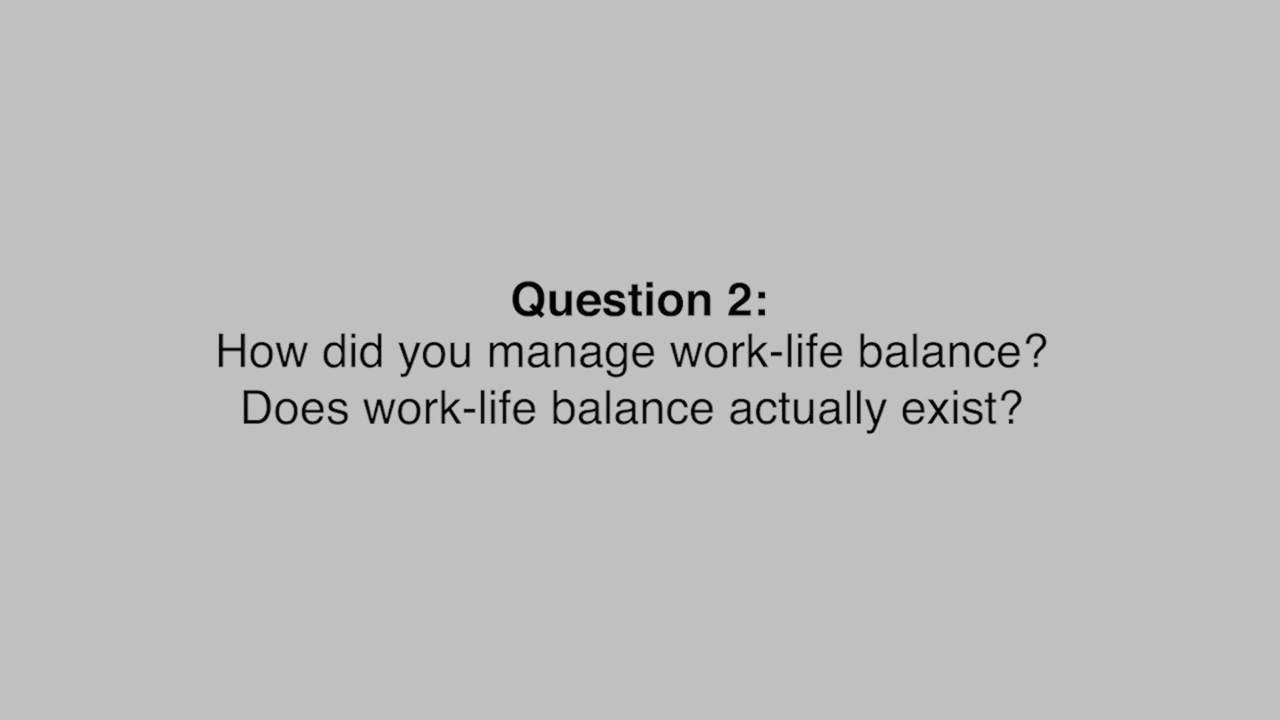 Question 2:
How did you manage work-life balance?
Does work-life balance actually exist?